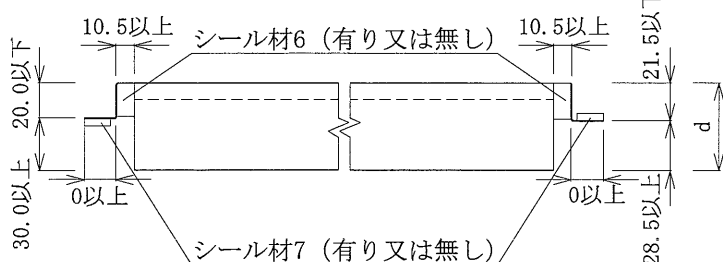 10.5以上
シール材6（有り又は無し）
10.5以上
21.5以下
20.0以下
d
30.0以上
0以上
0以上
28.5以上
シール材7（有り又は無し）